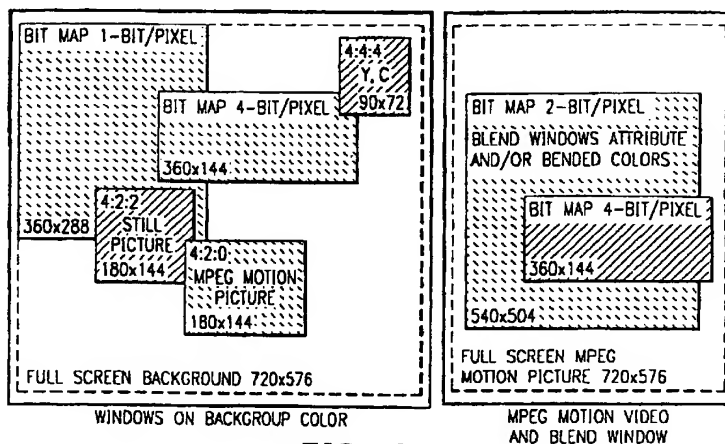 BIT MAP 1-BIT/PIXEL
4:4:4
Y, C
90x72
BIT MAP 4-BIT/PIXEL
360x144
360x288
4:2:2
STILL
PICTURE
180x144
4:2:0
MPEG MOTION
PICTURE
180x144
FULL SCREEN BACKGROUND 720x576
WINDOWS ON BACKGROUP COLOR
BIT MAP 2-BIT/PIXEL
BLEND WINDOWS ATTRIBUTE
AND/OR BENDED COLORS
BIT MAP 4-BIT/PIXEL
360x144
540x504
FULL SCREEN MPEG
MOTION PICTURE 720x576
MPEG MOTION VIDEO
AND BLEND WINDOW